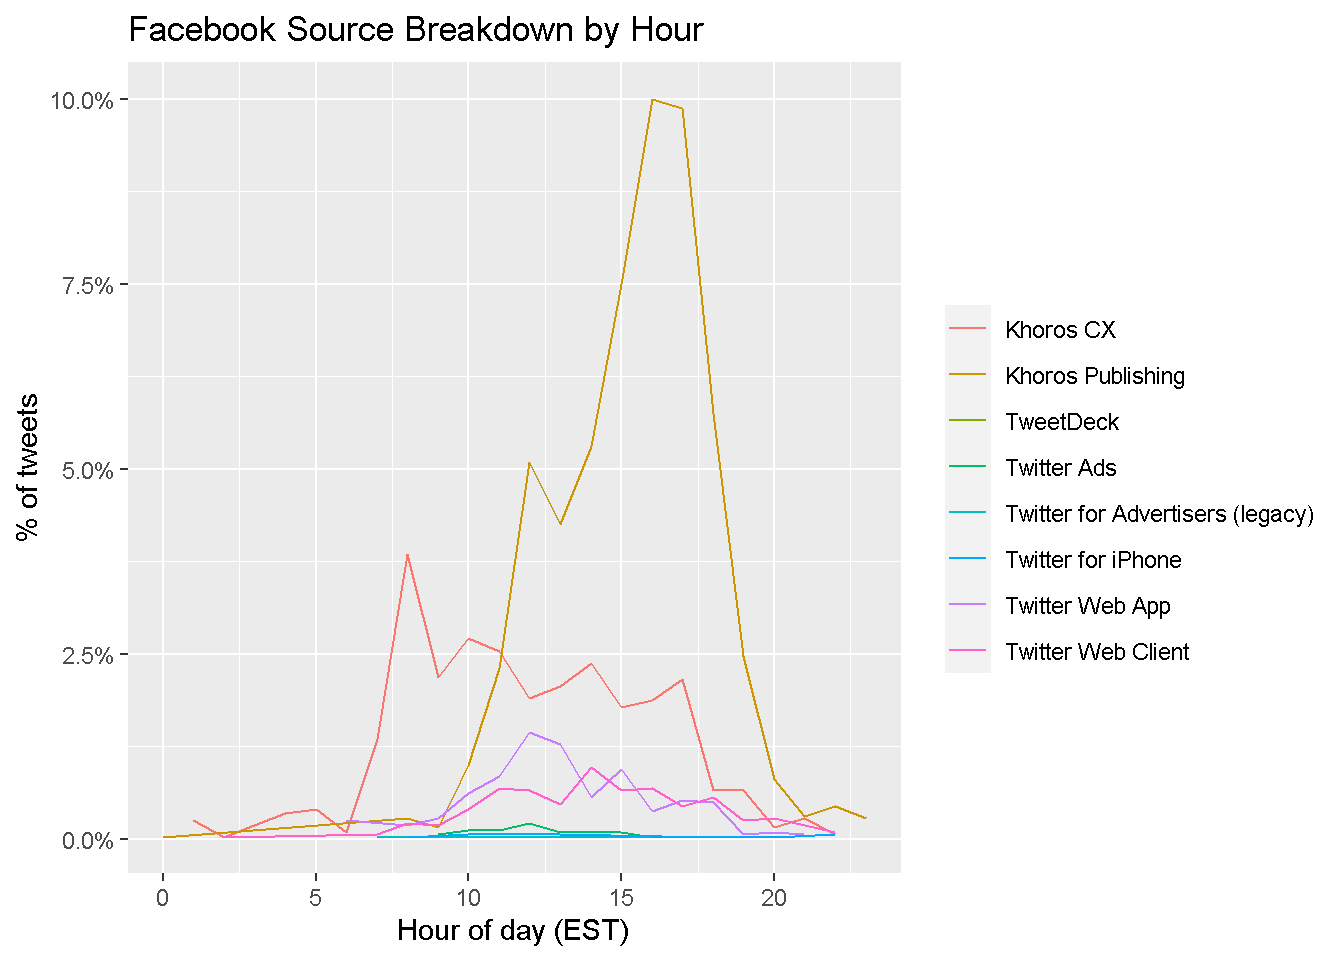 Facebook Source Breakdown by Hour
10.0%
7.5%
5.0%
2.5%
0.0%
% of tweets
0 5 10 15 20
Hour of day (EST)
Khoros CX
Khoros Publishing
TweetDeck
Twitter Ads
Twitter for Advertisers (legacy)
Twitter for iPhone
Twitter Web App
Twitter Web Client